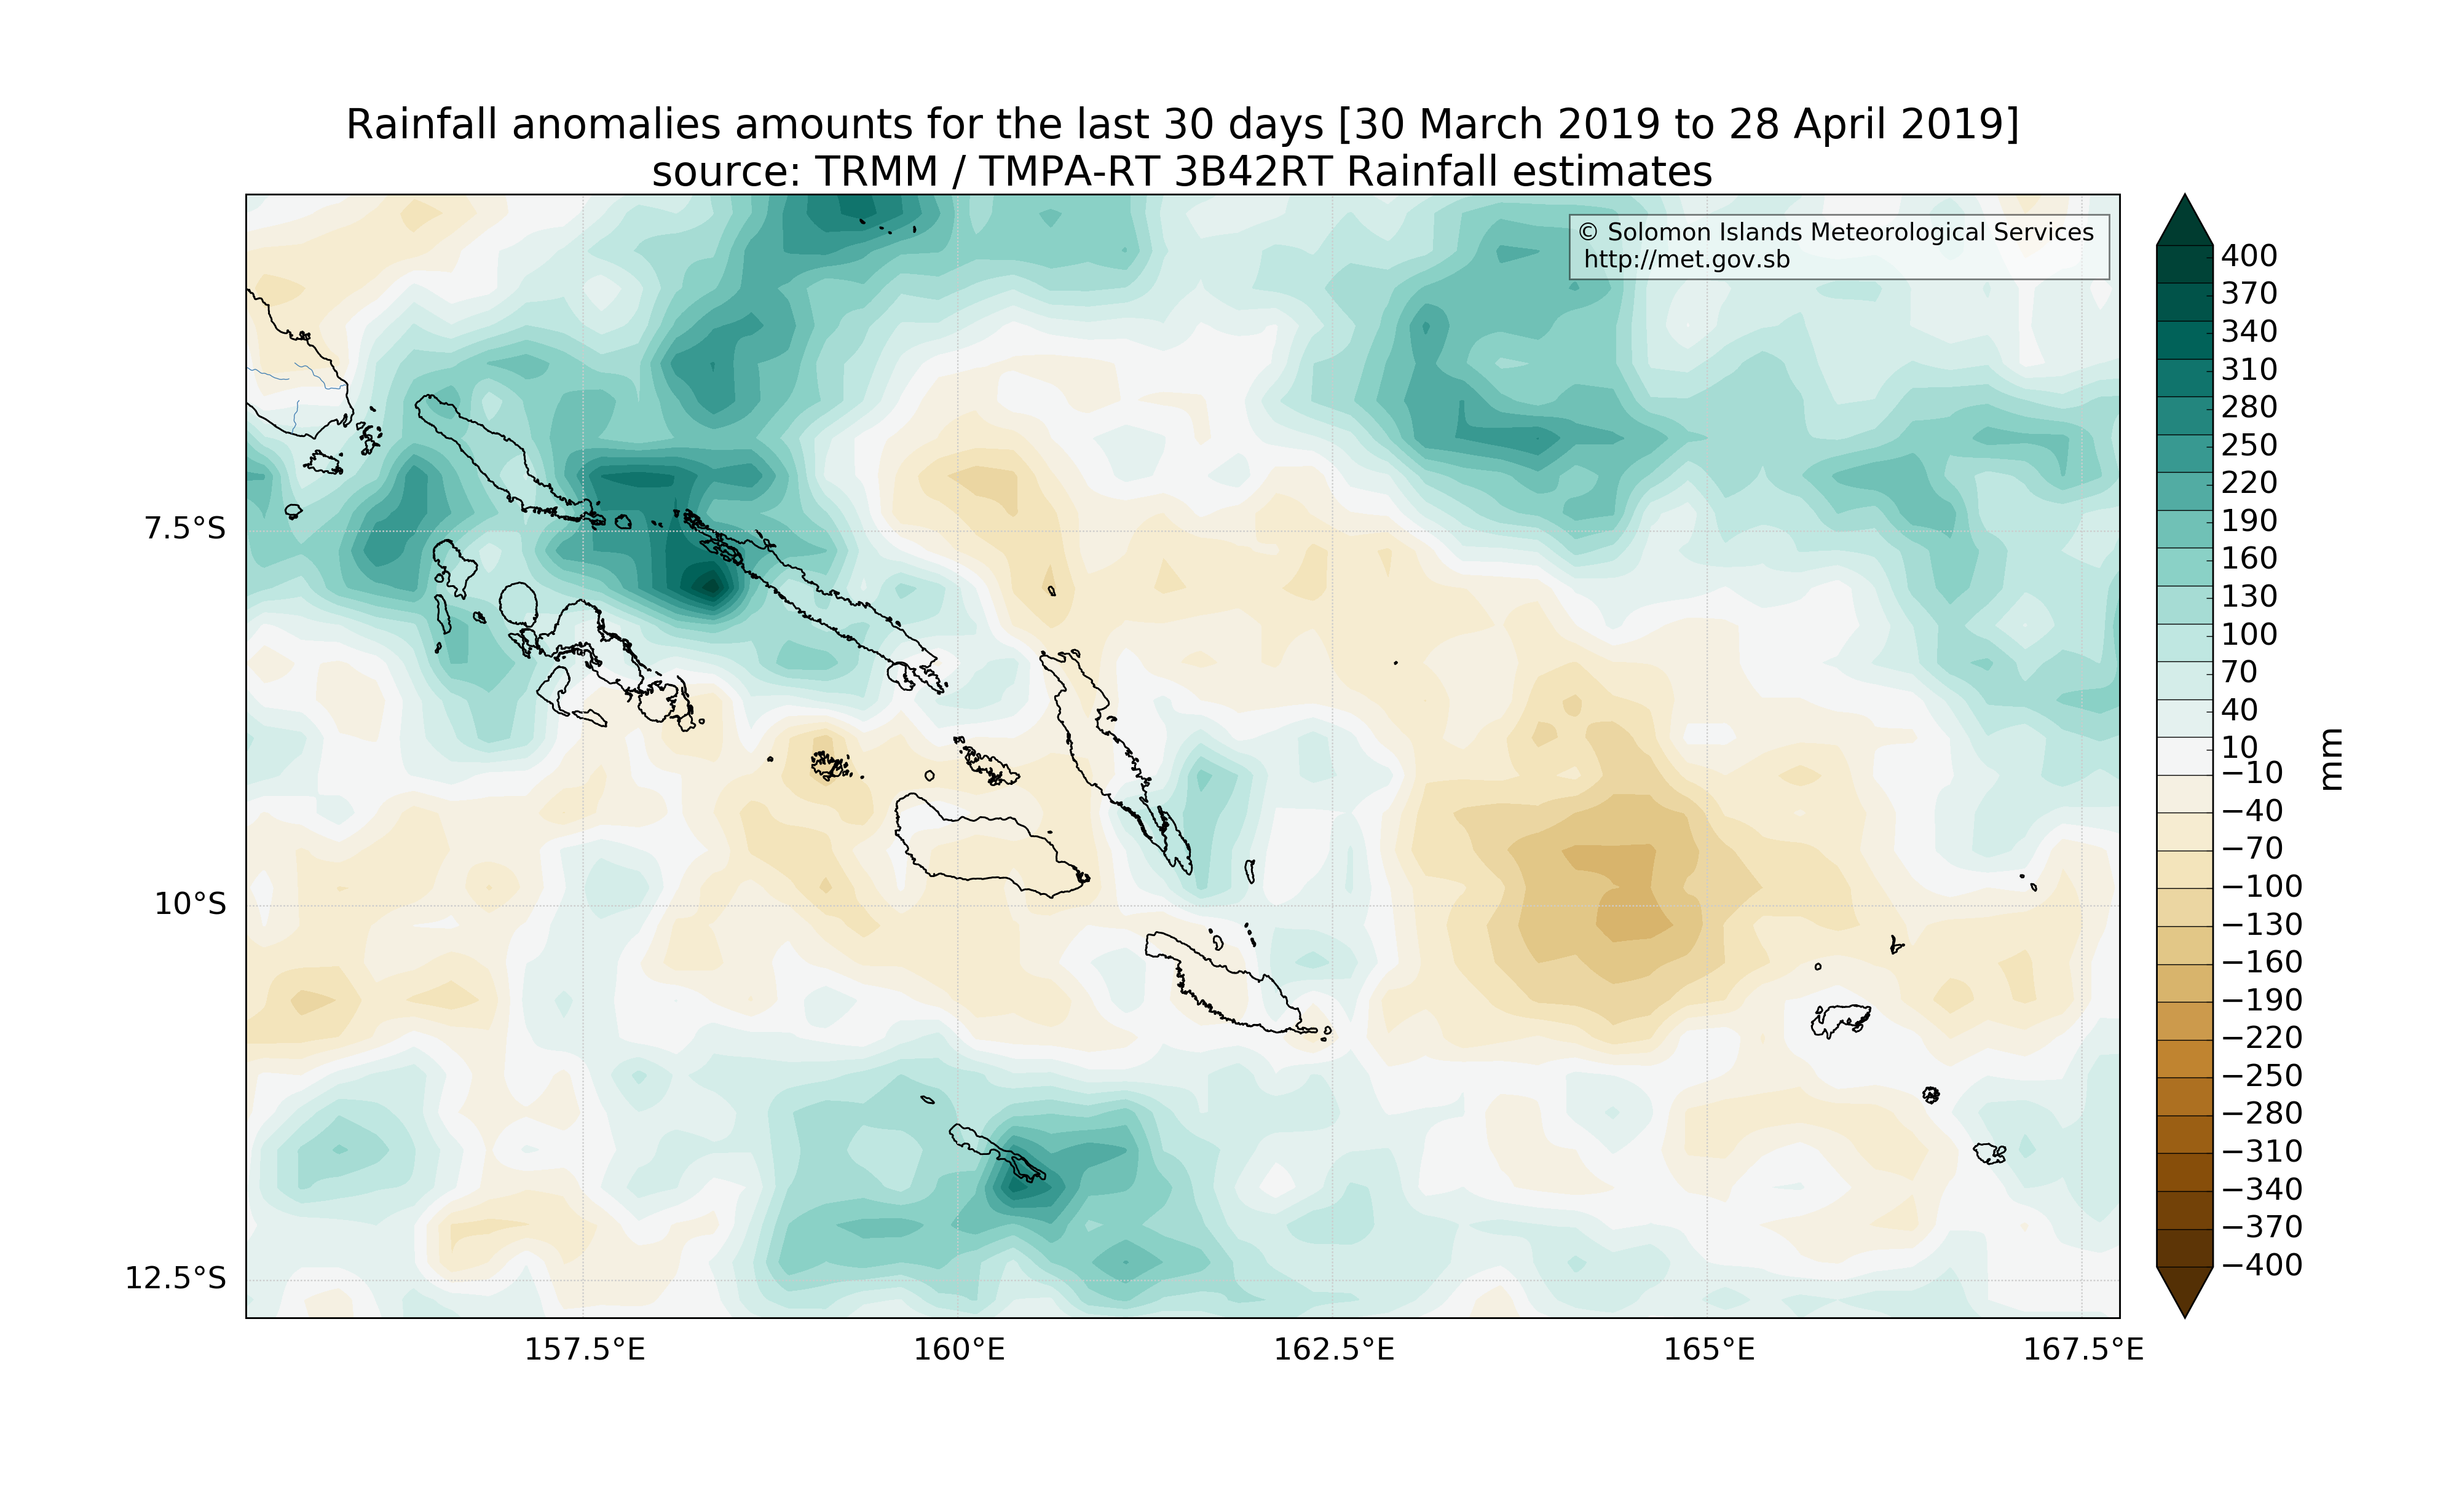 Rainfall anomalies amounts for the last 30 days [30 March 2019 to 28 April 2019]
source: TRMM / TMPA-RT 3B42RT Rainfall estimates
© Solomon Islands Meteorological Services
http://met.gov.sb
7.5°S
10°S
12.5°S
157.5°E
160°E
162.5°E
165°E
167.5°E
400
370
340
310
280
250
220
190
160
130
100
70
40
10
−10
−40
−70
−100
−130
−160
−190
−220
−250
−280
−310
−340
−370
−400
mm